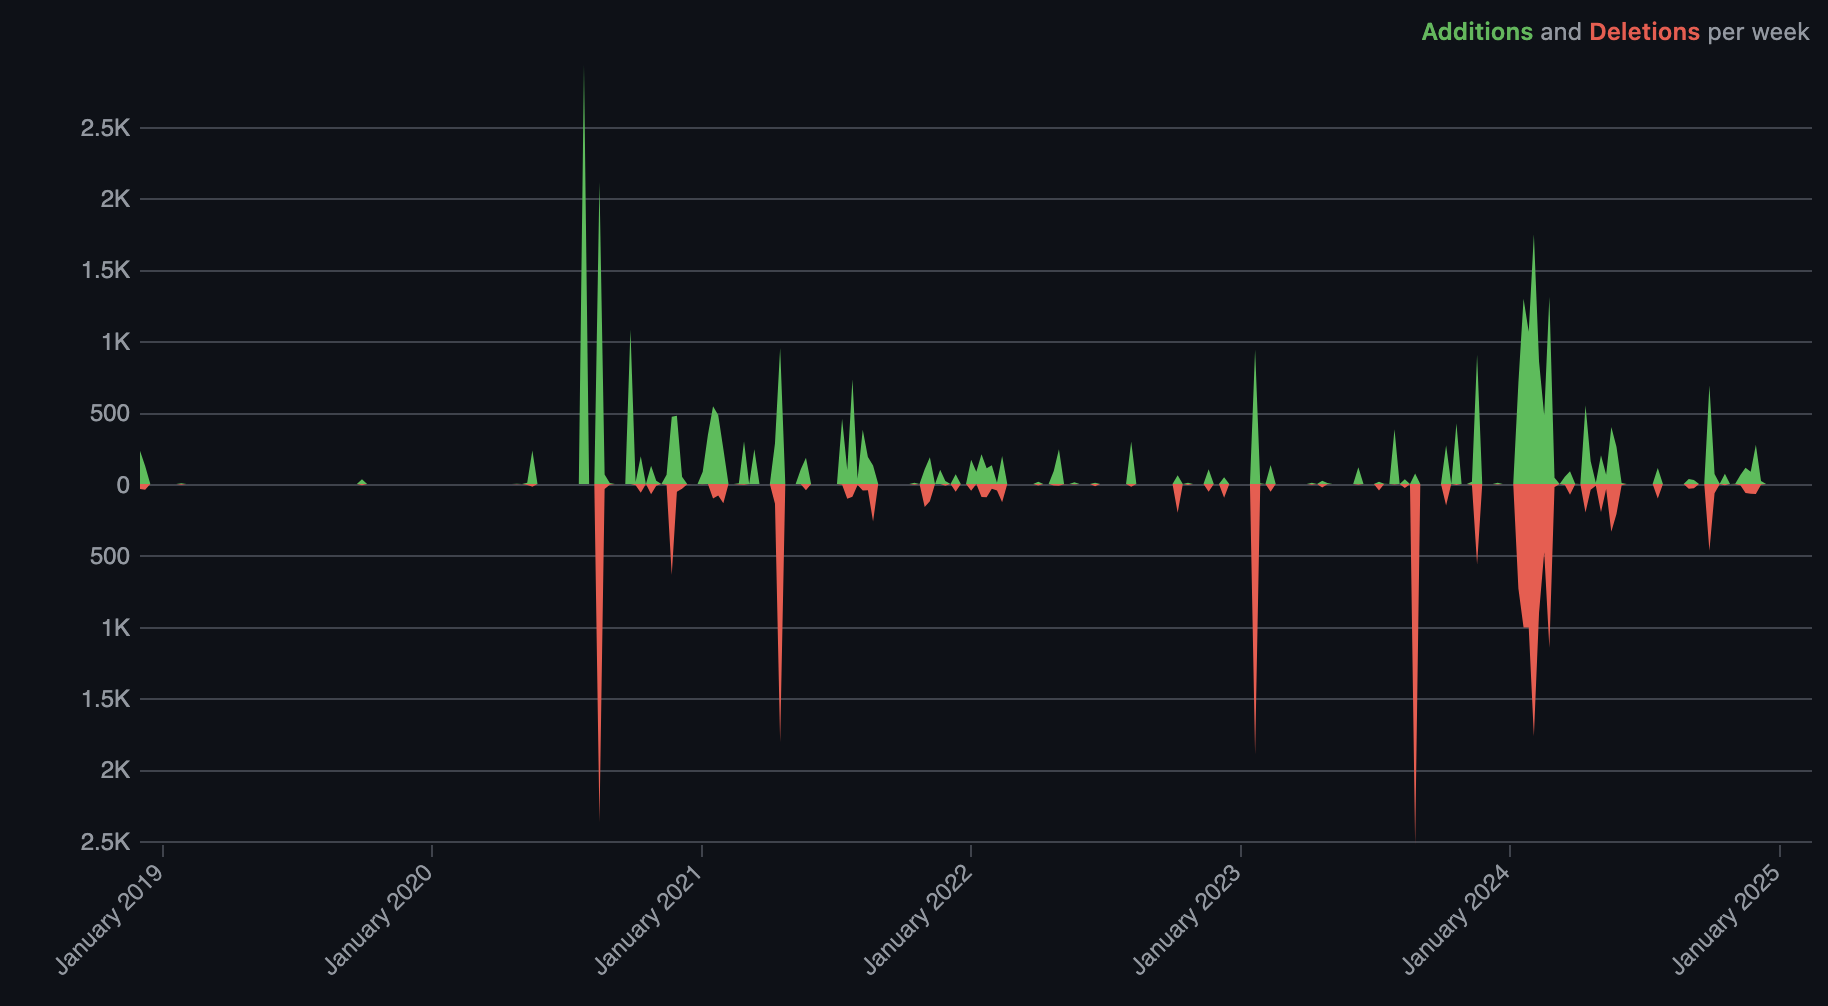 Additions and Deletions per week
2.5K
2K
1.5K
1K
500
0
500
1K
1.5K
2K
2.5K
January 2019
January 2020
January 2021
January 2022
January 2023
January 2024
January 2025